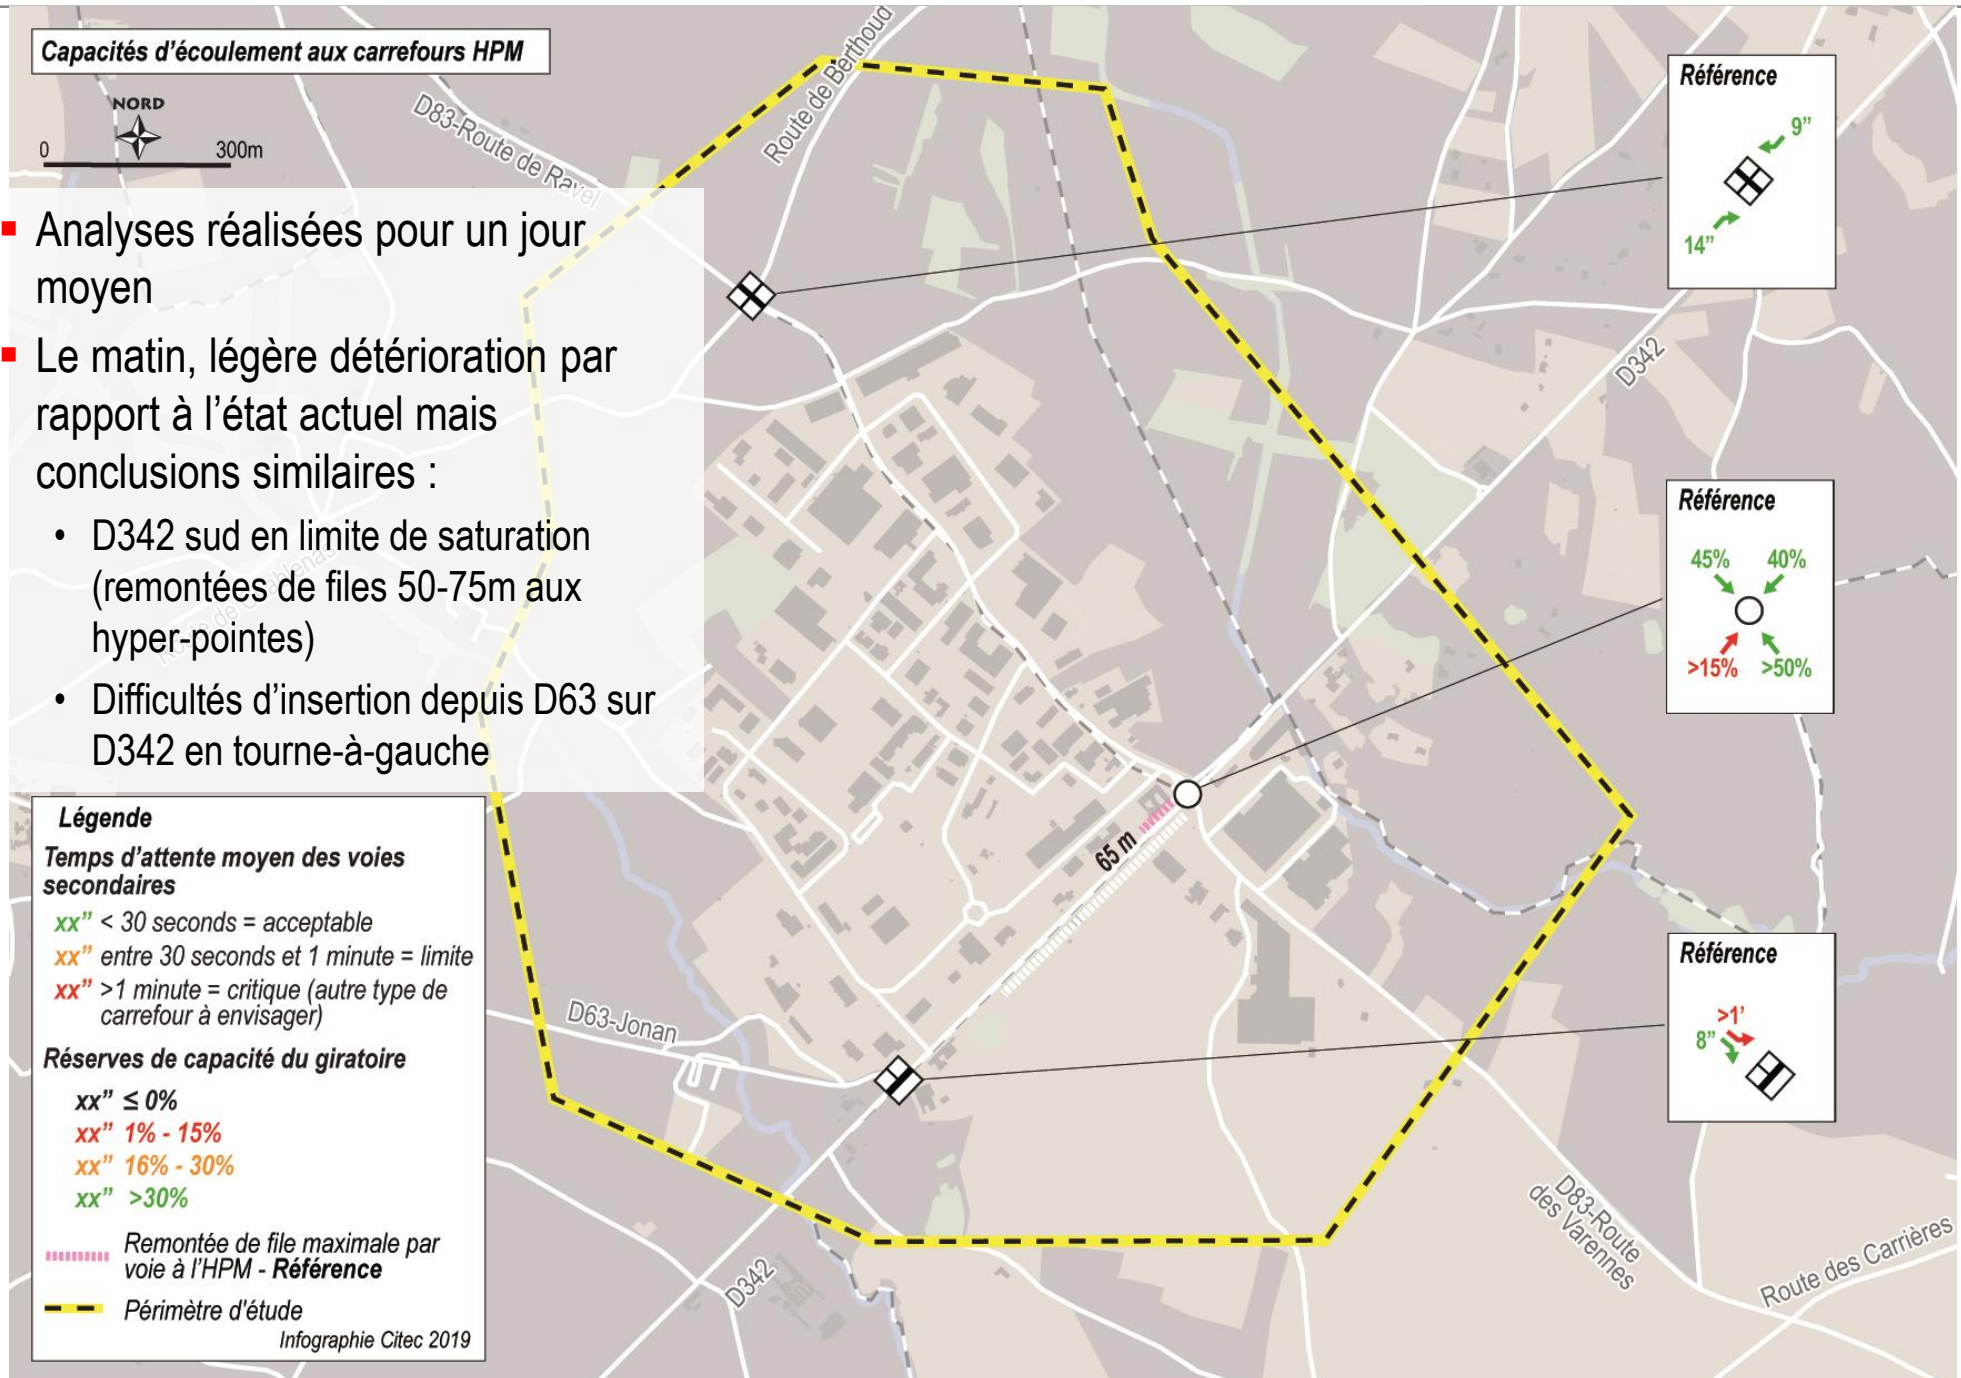 Capacités d'écoulement aux carrefours HPM
NORD
0 300m
D83-Route de Ravel
Route de Berthoud
▪ Analyses réalisées pour un jour
moyen
▪ Le matin, légère détérioration par
rapport à l'état actuel mais
conclusions similaires :
• D342 sud en limite de saturation
(remontées de files 50-75m aux
hyper-pointes)
• Difficultés d'insertion depuis D63 sur
D342 en tourne-à-gauche
Légende
Temps d'attente moyen des voies
secondaires
xx" < 30 seconds = acceptable
xx" entre 30 seconds et 1 minute = limite
xx" >1 minute = critique (autre type de
carrefour à envisager)
Réserves de capacité du giratoire
xx" ≤ 0%
xx" 1% - 15%
xx" 16% - 30%
xx" >30%
Remontée de file maximale par
voie à l'HPM - Référence
Périmètre d'étude
Infographie Citec 2019
D63-Jonan
65 m
D342
D342
D83-Route
des Varennes
Route des Carrières
Référence
9"
14"
Référence
45% 40%
>15% >50%
Référence
>1'
8"